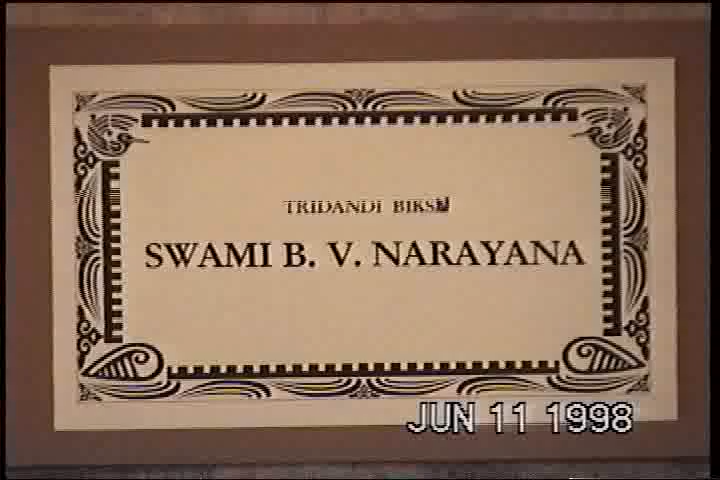 TRIDANDI
SWAMI B. V. NARAYANA
JUN 11 1998